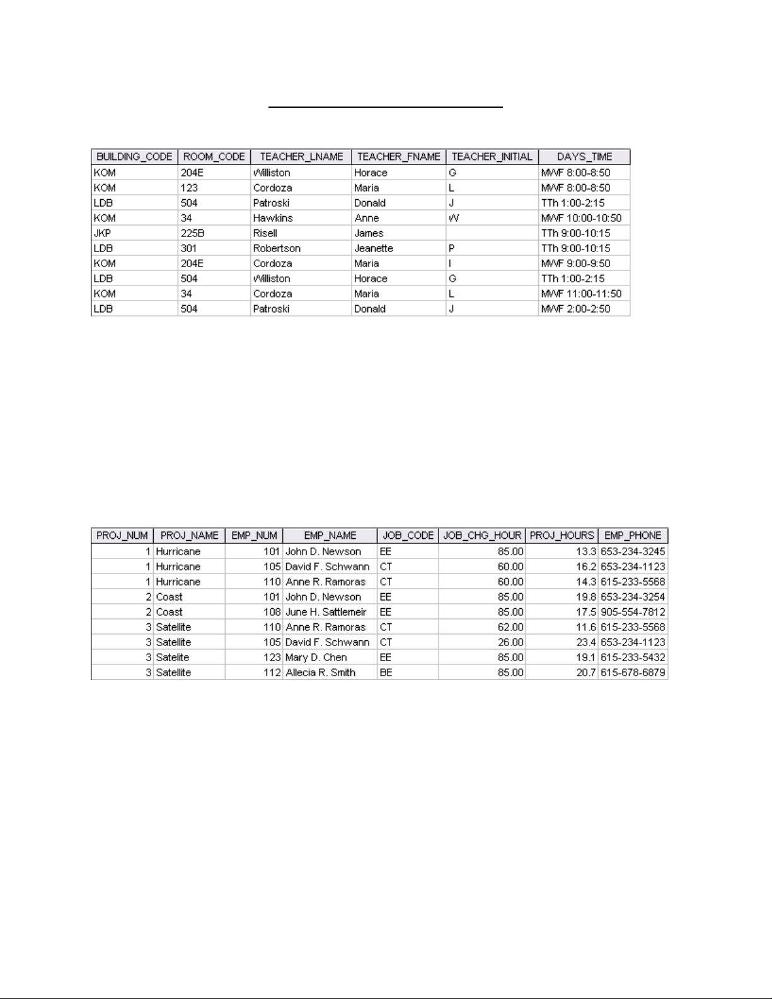 BUILDING_CODE ROOM_CODE TEACHER_LNAME TEACHER_FNAME TEACHER_INITIAL DAYS_TIME
KOM 204E Williston Horace G MWF 8:00-8:50
KOM 123 Cordoza Maria L MWF 8:00-8:50
LDB 504 Patroski Donald J TTh 1:00-2:15
KOM 34 Hawkins Anne W MWF 10:00-10:50
JKP 225B Risell James TTh 9:00-10:15
LDB 301 Robertson Jeanette P TTh 9:00-10:15
KOM 204E Cordoza Maria I MWF 9:00-9:50
LDB 504 Williston Horace G TTh 1:00-2:15
KOM 34 Cordoza Maria L MWF 11:00-11:50
LDB 504 Patroski Donald J MWF 2:00-2:50
PROJ_NUM PROJ_NAME EMP_NUM EMP_NAME JOB_CODE JOB_CHG_HOUR PROJ_HOURS EMP_PHONE
1 Hurricane 101 John D. Newson EE 85.00 13.3 653-234-3245
1 Hurricane 105 David F. Schwann CT 60.00 16.2 653-234-1123
1 Hurricane 110 Anne R. Ramoras CT 60.00 14.3 615-233-5568
2 Coast 101 John D. Newson EE 85.00 19.8 653-234-3254
2 Coast 108 June H. Sattlemeir EE 85.00 17.5 905-554-7812
3 Satellite 110 Anne R. Ramoras CT 62.00 11.6 615-233-5568
3 Satellite 105 David F. Schwann CT 26.00 23.4 653-234-1123
3 Satelite 123 Mary D. Chen EE 85.00 19.1 615-233-5432
3 Satellite 112 Allecia R. Smith BE 85.00 20.7 615-678-6879